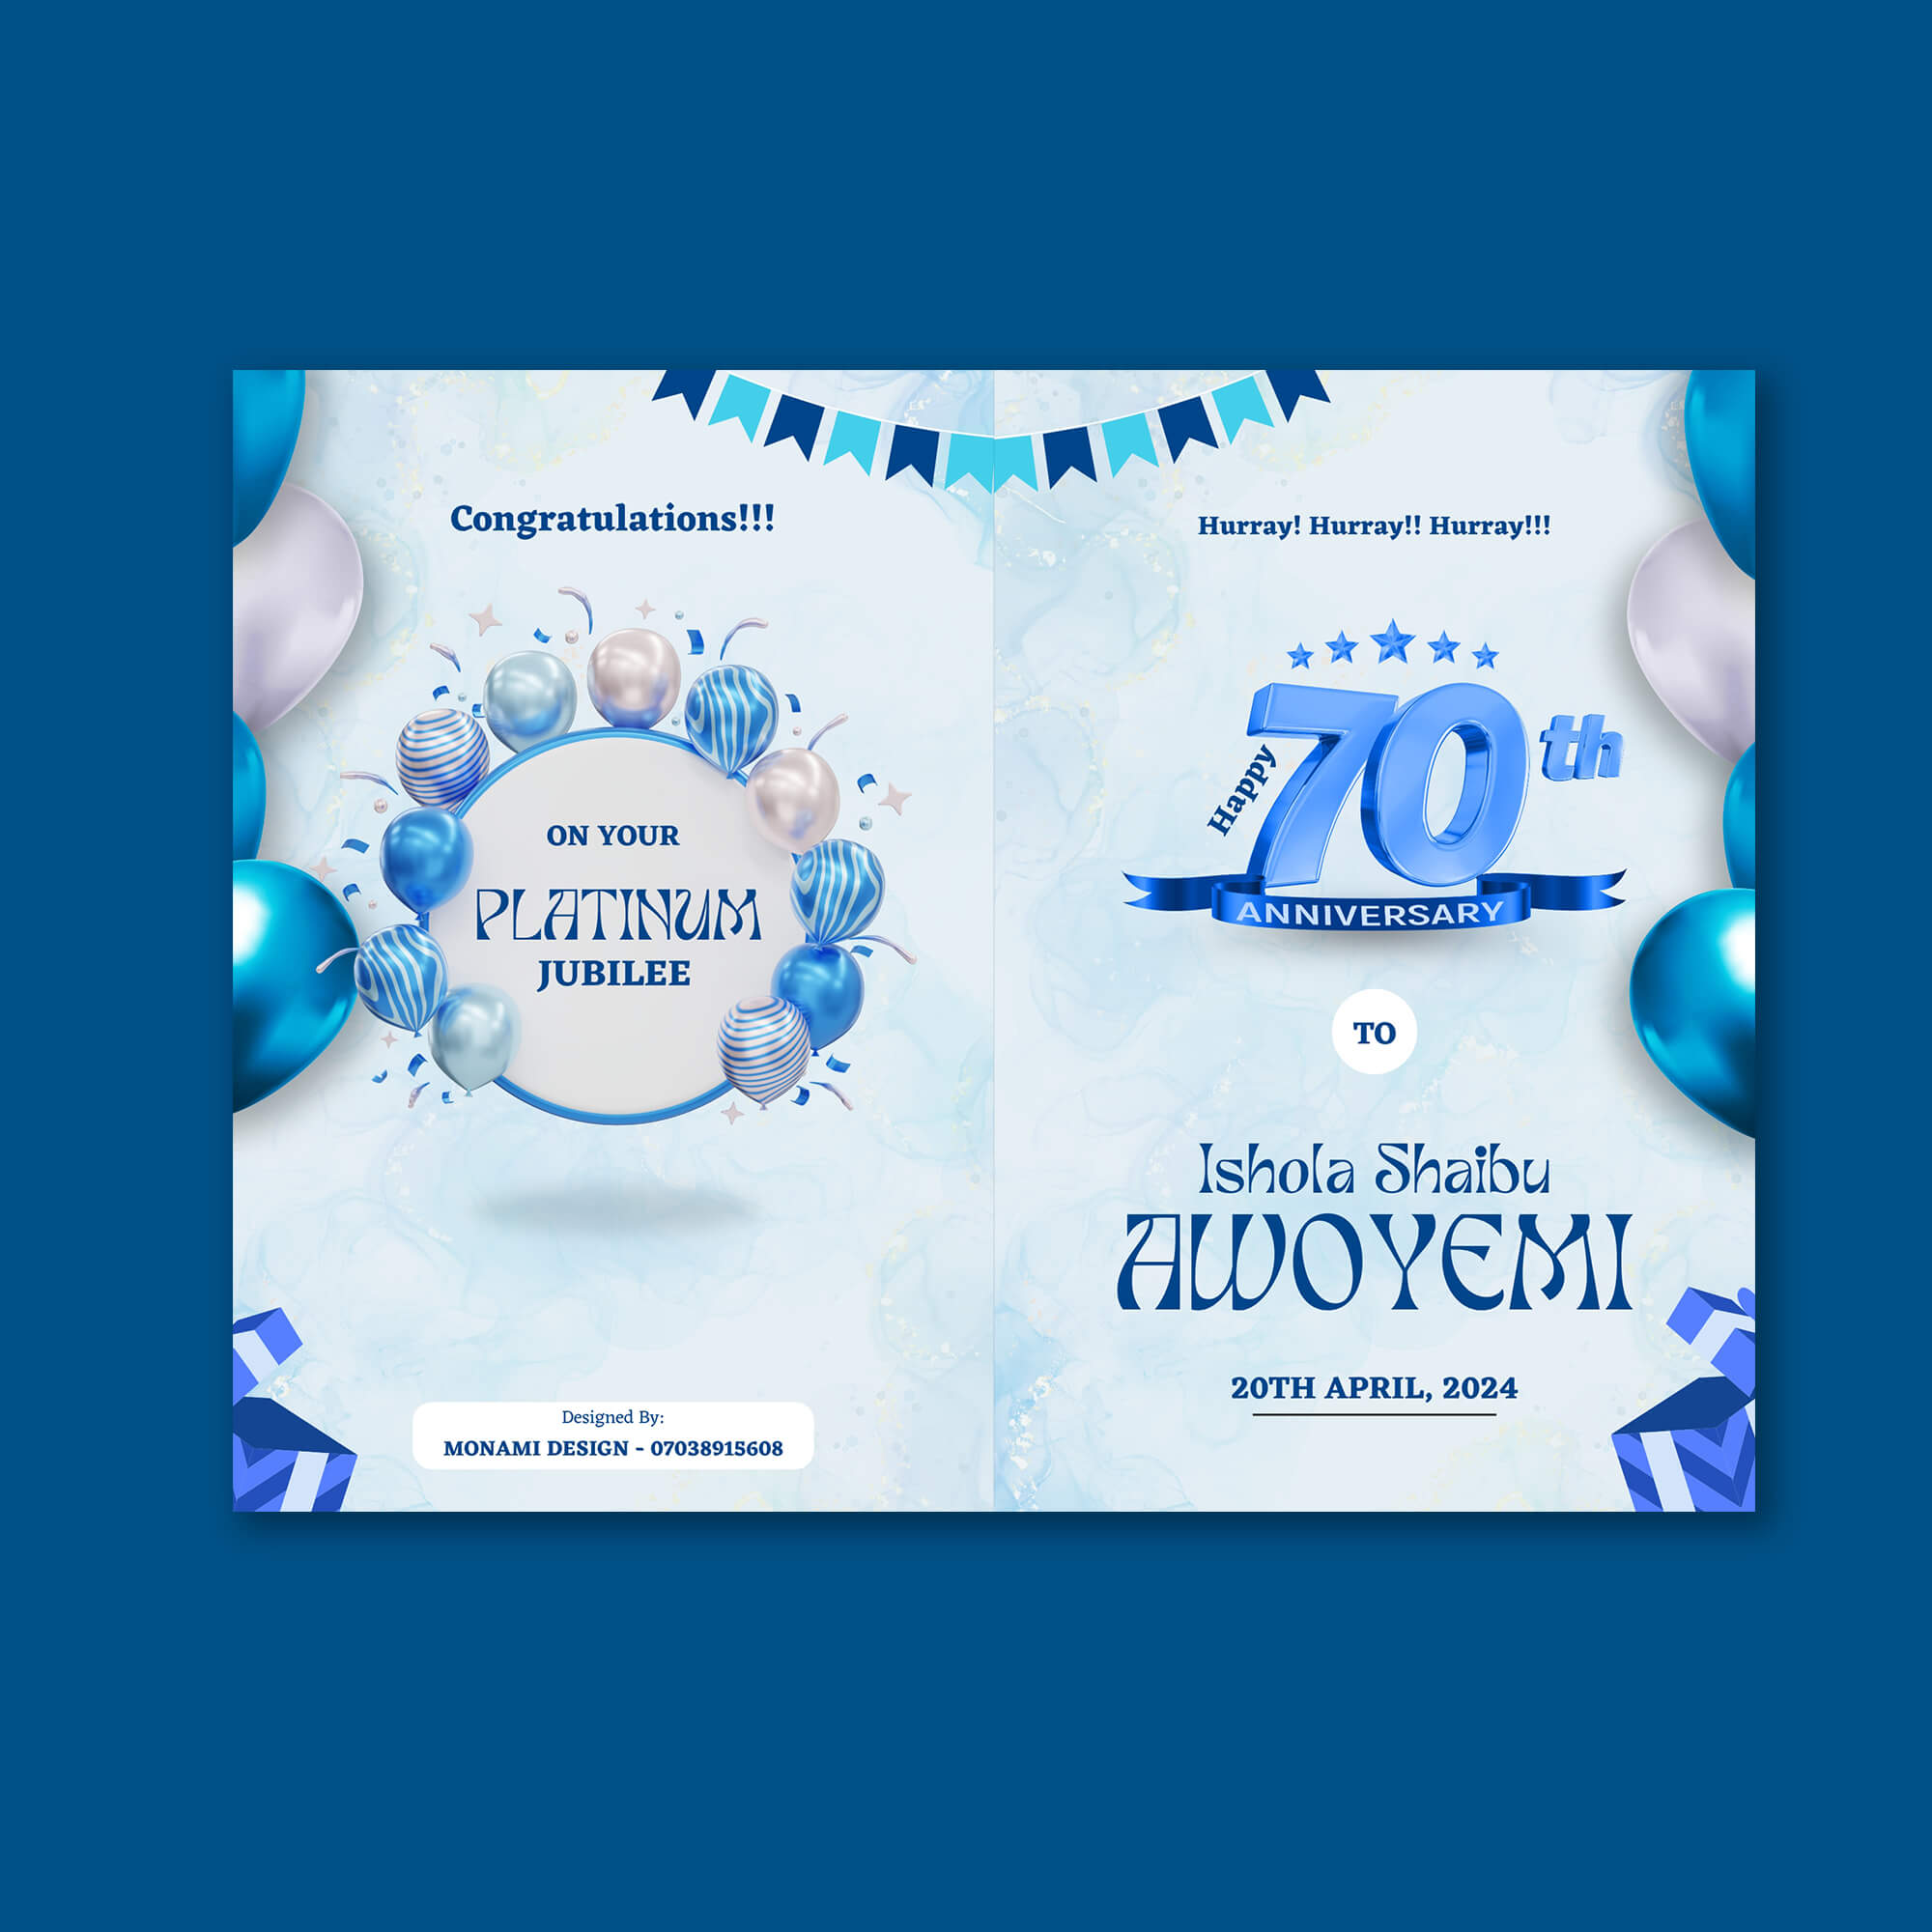 Congratulations!!!
ON YOUR
PLATINUM
JUBILEE
Designed By:
MONAMI DESIGN - 07038915608
Hurray! Hurray!! Hurray!!!
Happy
70th
ANNIVERSARY
TO
Ishola Shaibu
AWOYEMI
20TH APRIL, 2024